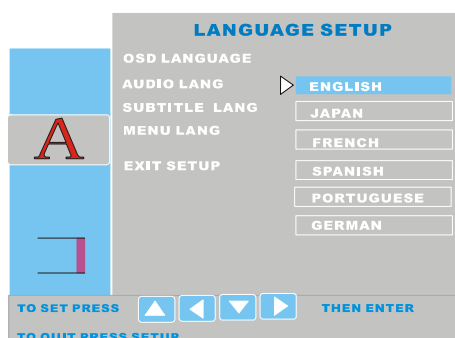 LANGUAGE SETUP
OSD LANGUAGE
AUDIO LANG
SUBTITLE LANG
MENU LANG
EXIT SETUP
ENGLISH
JAPAN
FRENCH
SPANISH
PORTUGUESE
GERMAN
A
TO SET PRESS THEN ENTER
TO QUIT PRESS SETUP